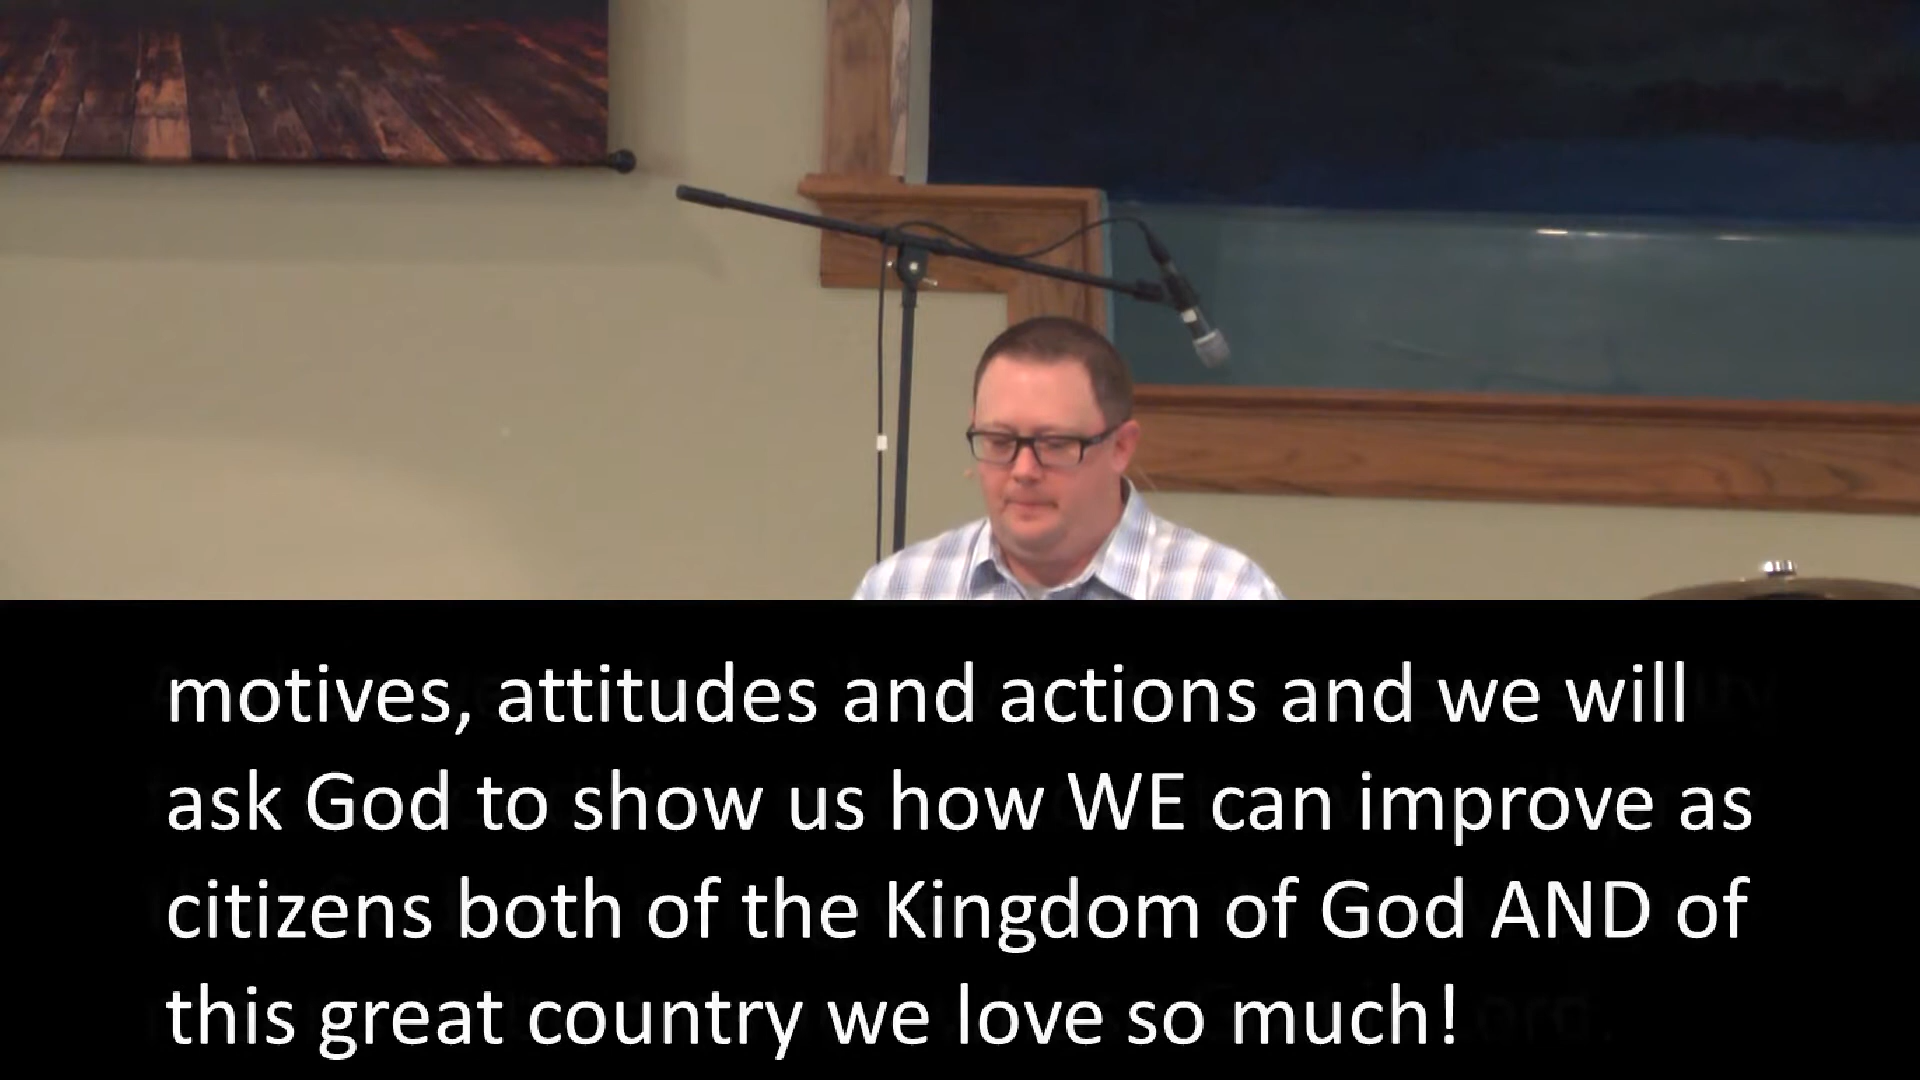 motives, attitudes and actions and we will
ask God to show us how WE can improve as
citizens both of the Kingdom of God AND of
this great country we love so much!